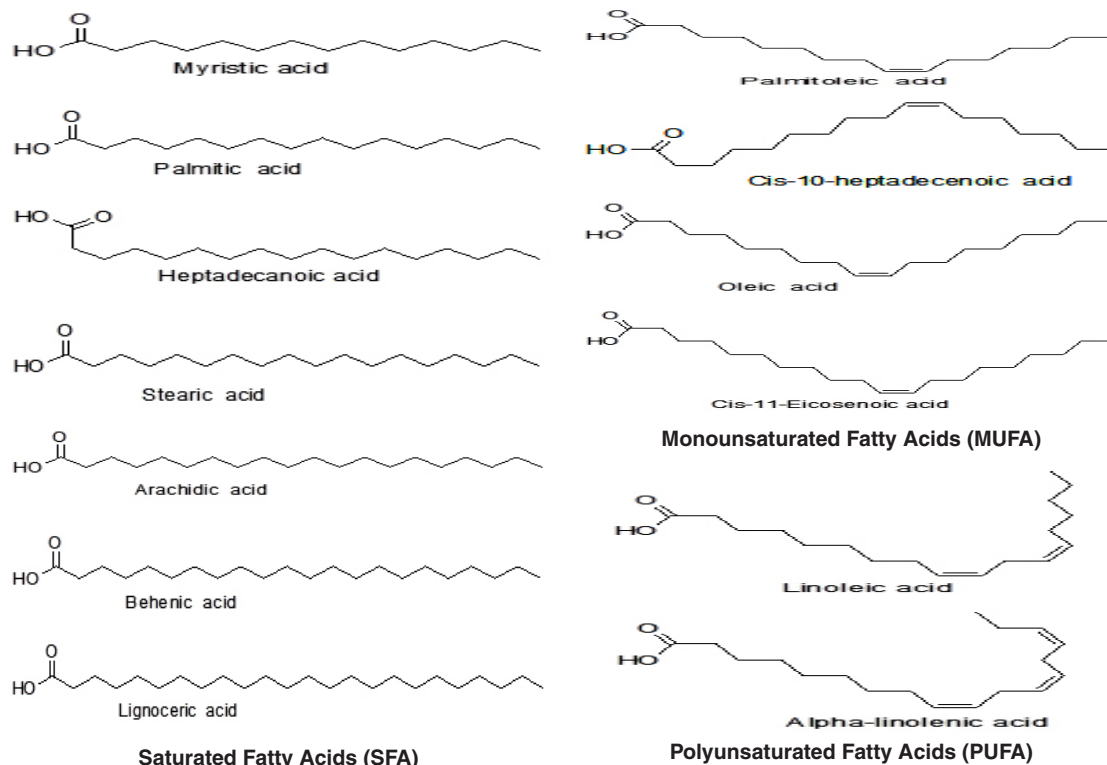 O
HO
Myristic acid
O
HO
Palmitic acid
HO
O
Heptadecanoic acid
O
HO
Stearic acid
O
HO
Arachidic acid
O
HO
Behenic acid
O
HO
Lignoceric acid
Saturated Fatty Acids (SFA)
O
HO
Palmitoleic acid
HO
O
Cis-10-heptadecenoic acid
O
HO
Oleic acid
O
HO
Cis-11-Eicosenoic acid
Monounsaturated Fatty Acids (MUFA)
O
HO
Linoleic acid
O
HO
Alpha-linolenic acid
Polyunsaturated Fatty Acids (PUFA)